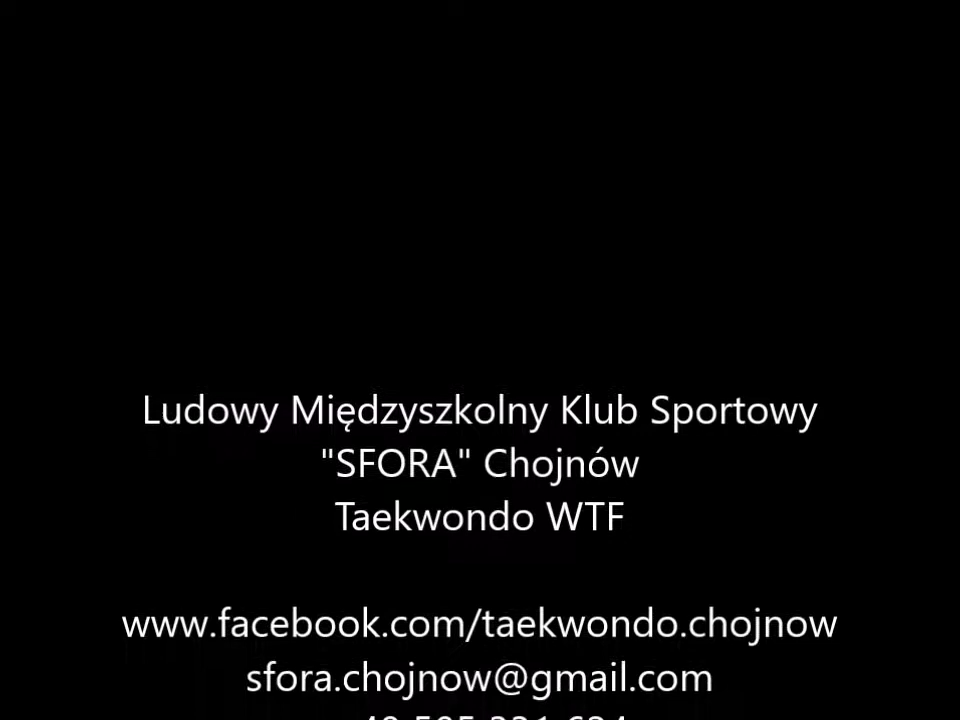 Ludowy Międzyszkolny Klub Sportowy
"SFORA" Chojnów
Taekwondo WTF
www.facebook.com/taekwondo.chojnow
sfora.chojnow@gmail.com